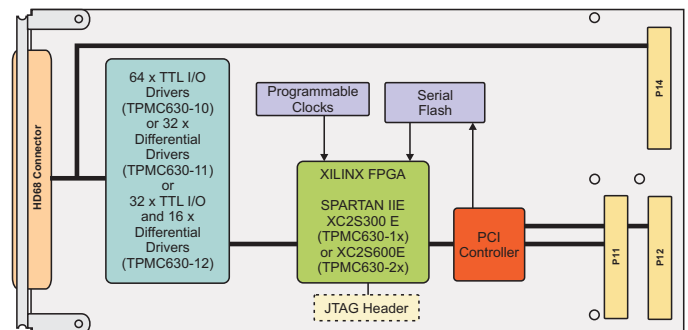 HD68 Connector
64 x TTL I/O
Drivers
(TPMC630-10)
or 32 x
Differential
Drivers
(TPMC630-11)
or
32 x TTL I/O
and 16 x
Differential
Drivers
(TPMC630-12)
Programmable
Clocks
Serial
Flash
XILINX FPGA
SPARTAN IIE
XC2S300 E
(TPMC630-1x)
or XC2S600E
(TPMC630-2x)
JTAG Header
PCI
Controller
P14
P11
P12